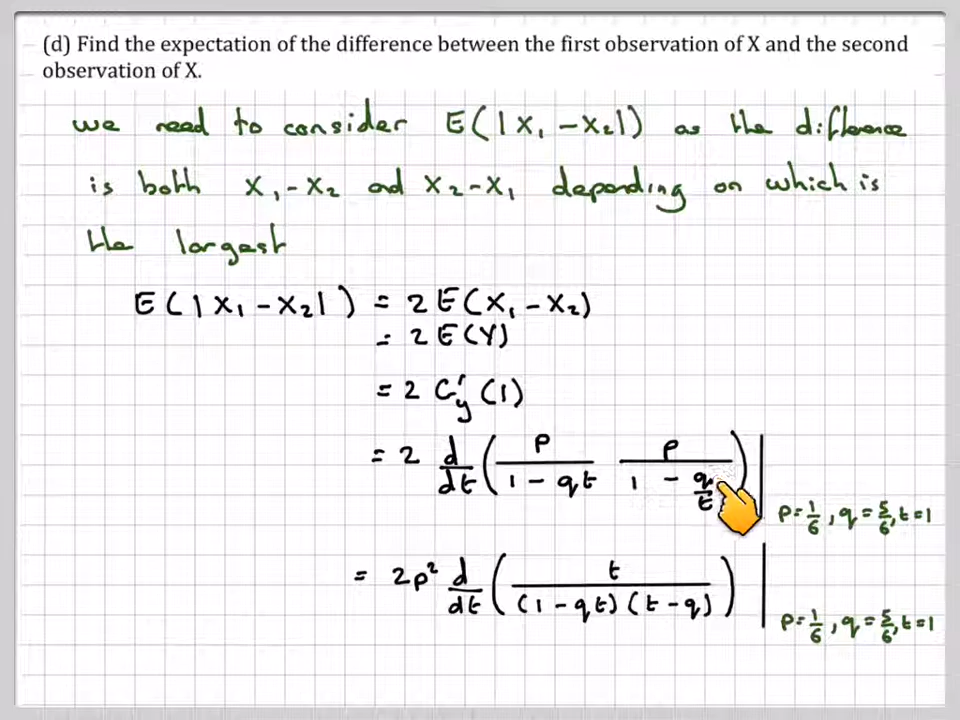 (d) Find the expectation of the difference between the first observation of X and the second
observation of X.
we need to consider E(|X₁ - X₂|) as the difference
is both X₁ - X₂ and X₂ - X₁ depending on which is
the largest
E(|X₁ - X₂|) = 2E(X₁ - X₂)
= 2E(Y)
= 2 G'_y (1)
= 2 d/dt (p/(1 - qt) p/(1 - q/t)) | p = 1/6, q = 5/6, t = 1
= 2p² d/dt (t/((1 - qt)(t - q))) | p = 1/6, q = 5/6, t = 1